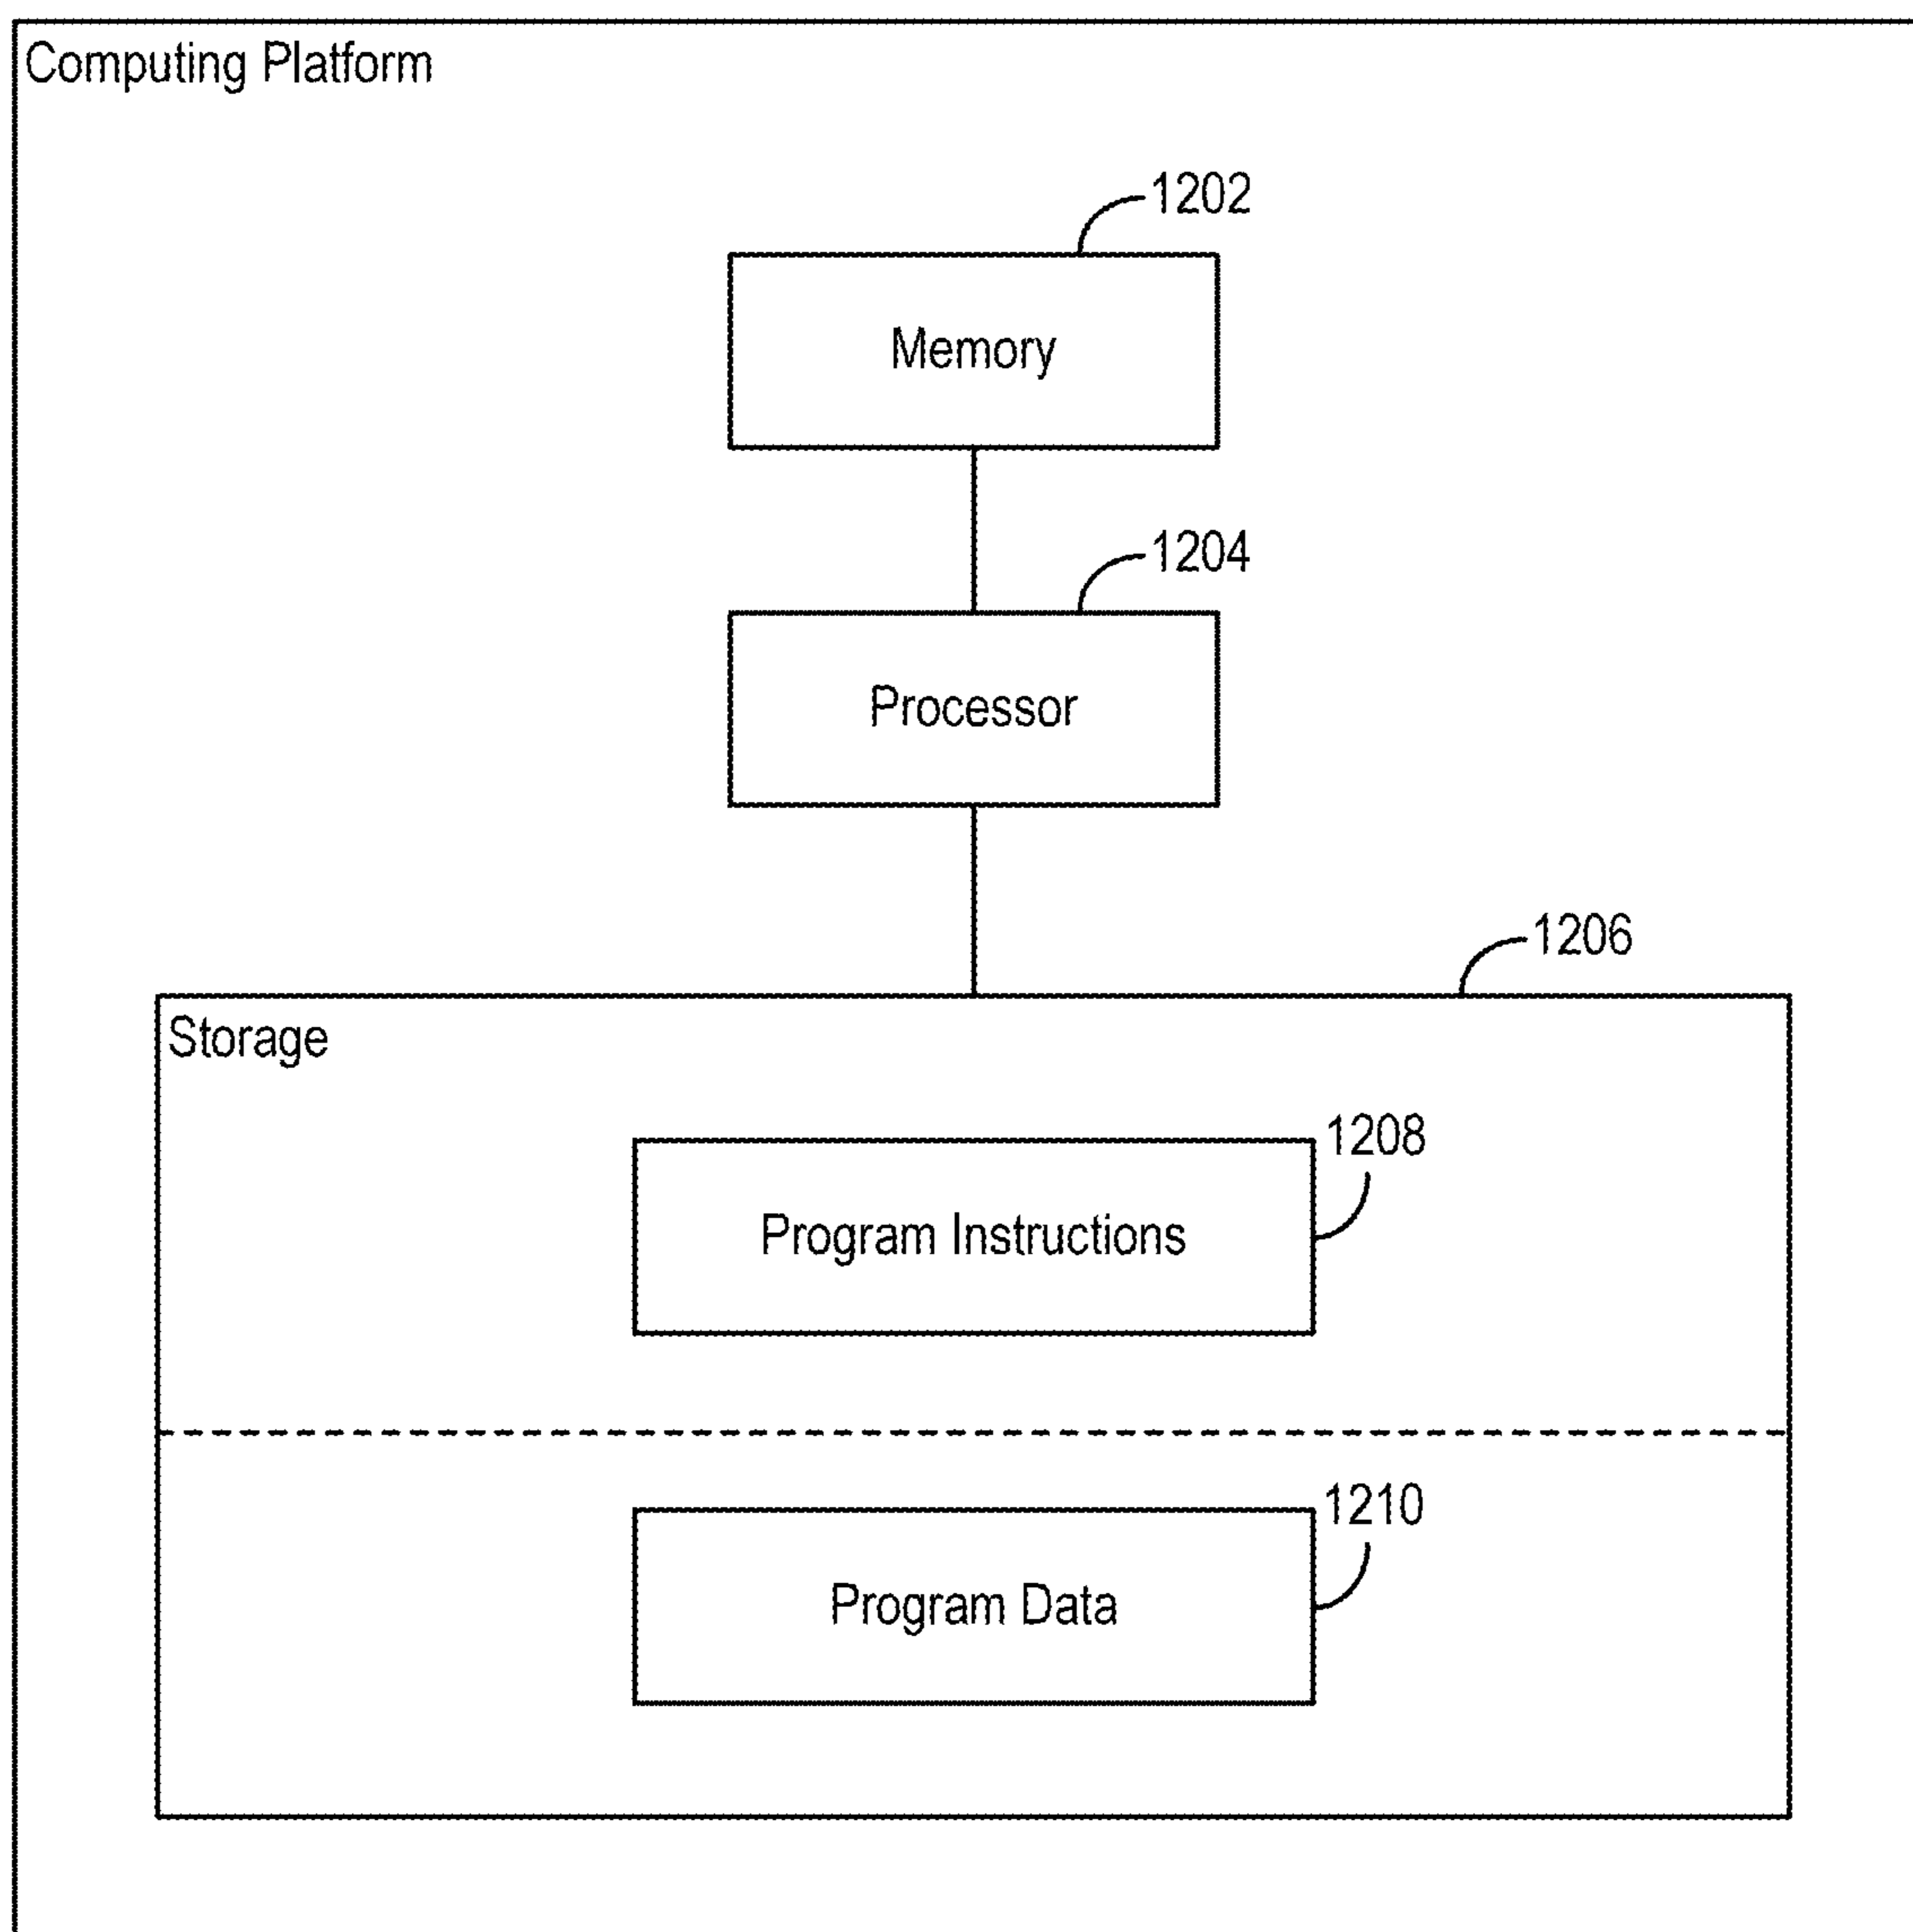 Computing Platform
1202
Memory
1204
Processor
1206
Storage
1208
Program Instructions
1210
Program Data